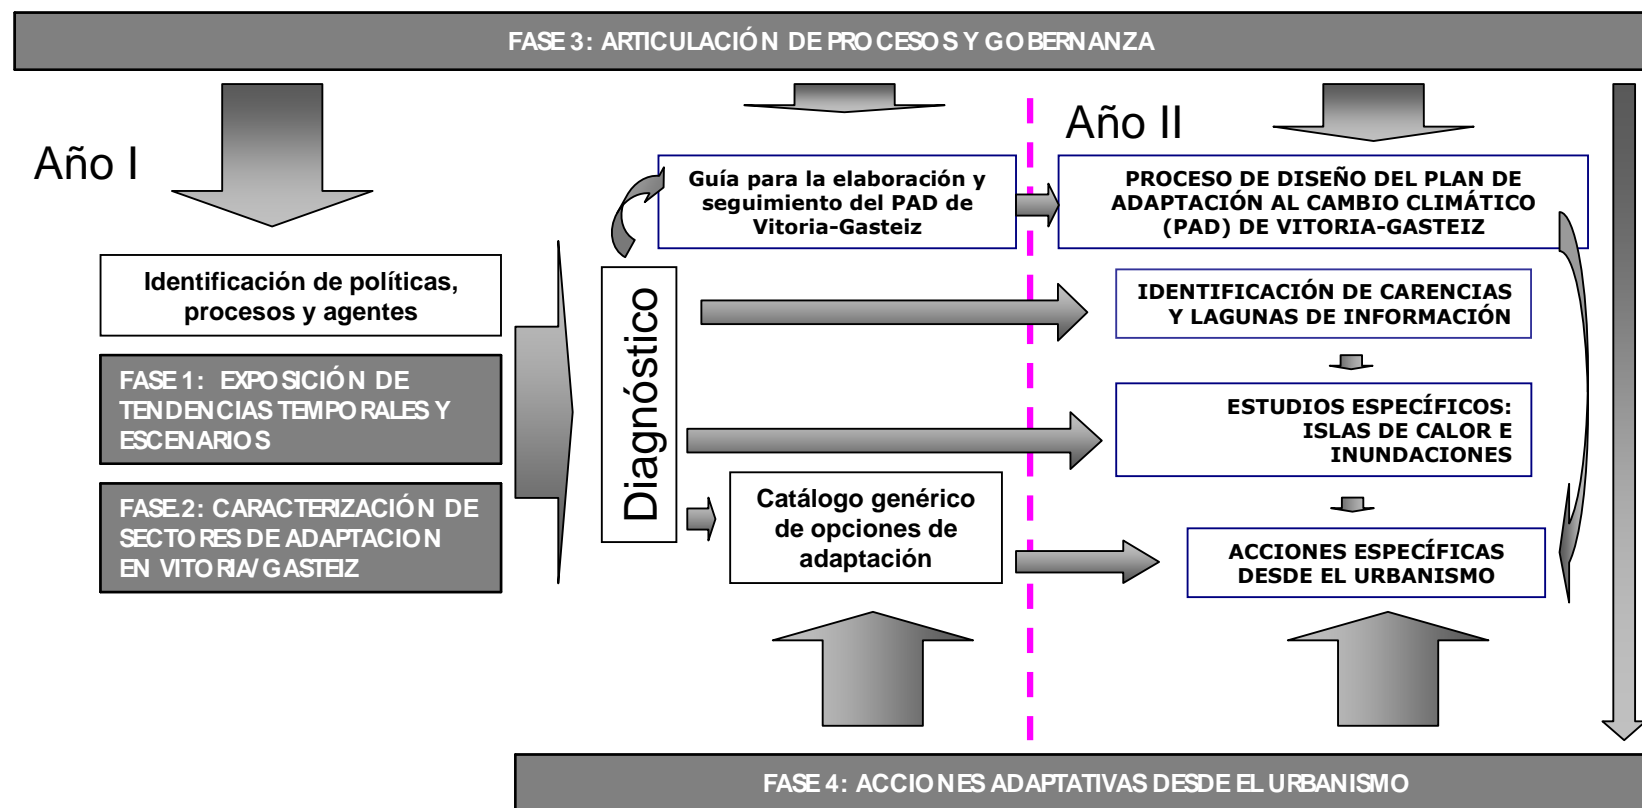 FASE 3: ARTICULACIÓN DE PROCESOS Y GOBERNANZA
Año I
Año II
Guía para la elaboración y
seguimiento del PAD de
Vitoria-Gasteiz
PROCESO DE DISEÑO DEL PLAN DE
ADAPTACIÓN AL CAMBIO CLIMÁTICO
(PAD) DE VITORIA-GASTEIZ
Identificación de políticas,
procesos y agentes
FASE 1: EXPOSICIÓN DE
TENDENCIAS TEMPORALES Y
ESCENARIOS
FASE.2: CARACTERIZACIÓN DE
SECTORES DE ADAPTACION
EN VITORIA/GASTEIZ
Diagnóstico
IDENTIFICACIÓN DE CARENCIAS
Y LAGUNAS DE INFORMACIÓN
ESTUDIOS ESPECÍFICOS:
ISLAS DE CALOR E
INUNDACIONES
Catálogo genérico
de opciones de
adaptación
ACCIONES ESPECÍFICAS
DESDE EL URBANISMO
FASE 4: ACCIONES ADAPTATIVAS DESDE EL URBANISMO